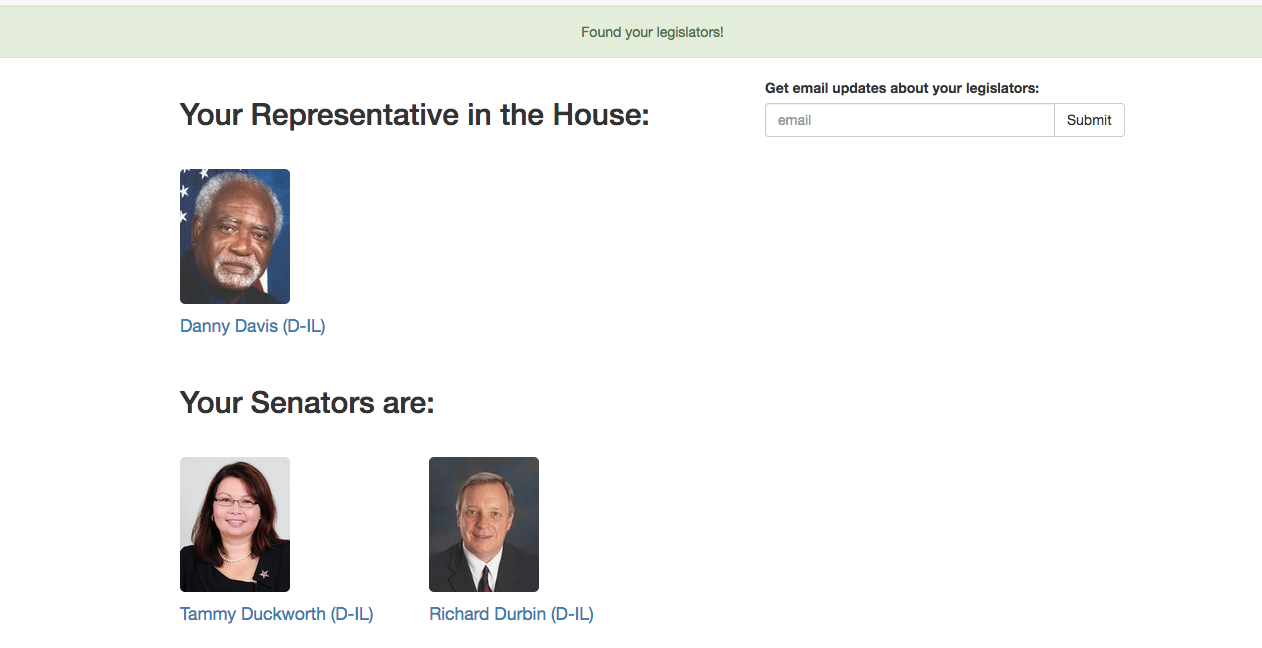 Found your legislators!
Your Representative in the House:
Danny Davis (D-IL)
Your Senators are:
Tammy Duckworth (D-IL)
Richard Durbin (D-IL)
Get email updates about your legislators:
email
Submit